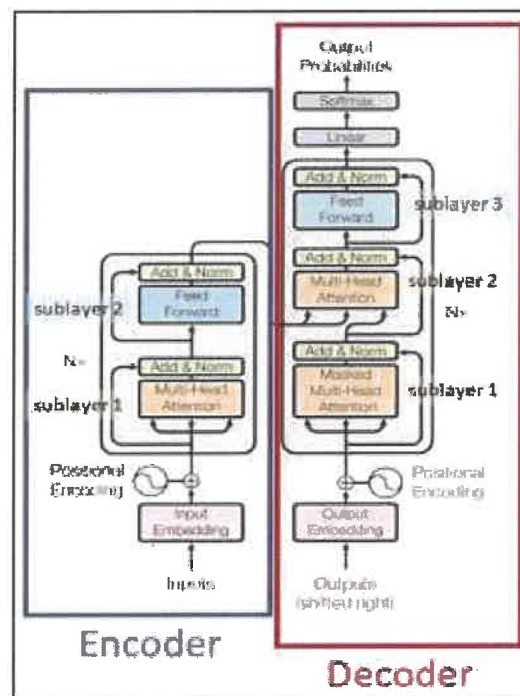 Output
Probabilities
Softmax
Linear
Add & Norm
Feed
Forward
sublayer 3
Add & Norm
Multi-Head
Attention
sublayer 2
Nx
Add & Norm
Masked
Multi-Head
Attention
sublayer 1
Positional
Encoding
Output
Embedding
Outputs
(shifted right)
Decoder
Add & Norm
Feed
Forward
sublayer 2
Nx
Add & Norm
Multi-Head
Attention
sublayer 1
Positional
Encoding
Input
Embedding
Inputs
Encoder